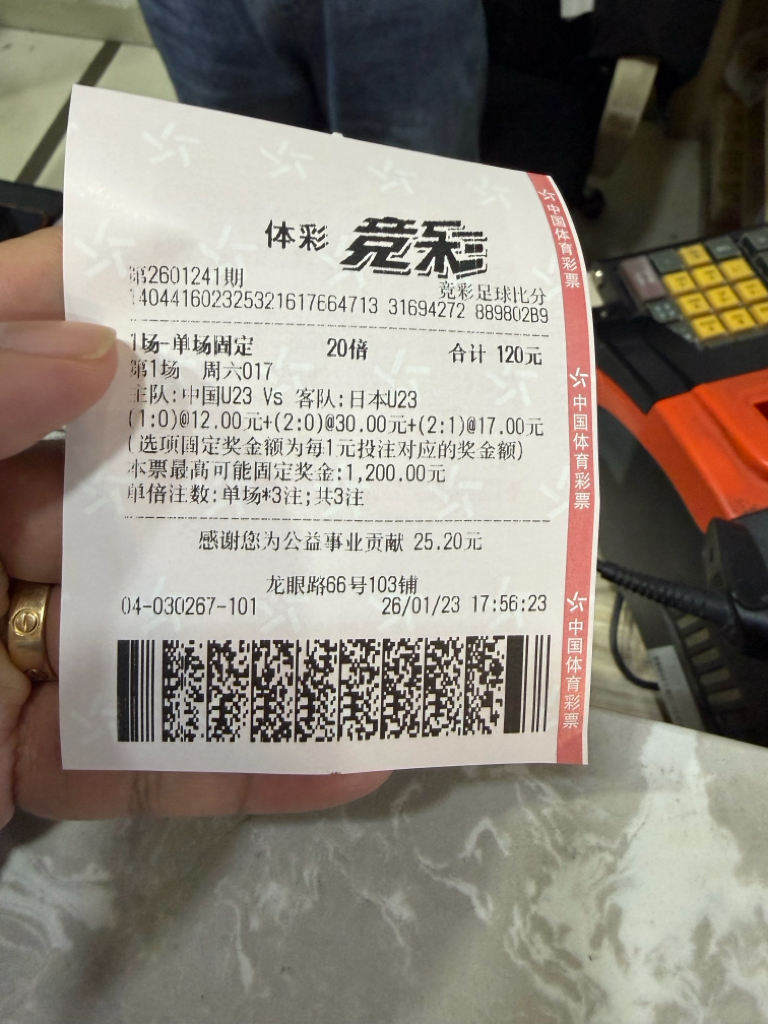 体彩 竞彩
第2601241期
竞彩足球比分
140441602325321617664713 31694272 889802B9
1场-单场固定 20倍 合计 120元
第1场 周六017
主队:中国U23 Vs 客队:日本U23
(1:0)@12.00元+(2:0)@30.00元+(2:1)@17.00元
(选项固定奖金额为每1元投注对应的奖金额)
本票最高可能固定奖金:1,200.00元
单倍注数:单场*3注;共3注
感谢您为公益事业贡献 25.20元
龙眼路66号103铺
04-030267-101 26/01/23 17:56:23
中国体育彩票
中国体育彩票
中国体育彩票